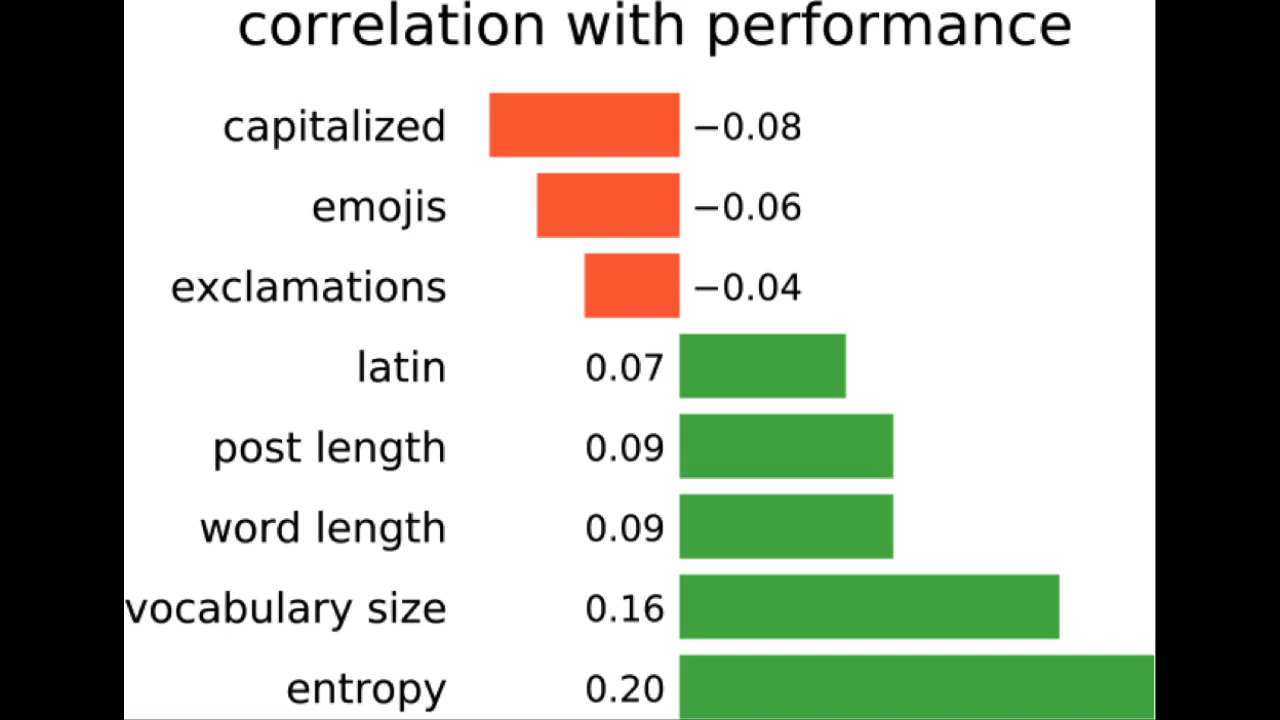 correlation with performance
capitalized −0.08
emojis −0.06
exclamations −0.04
latin 0.07
post length 0.09
word length 0.09
vocabulary size 0.16
entropy 0.20